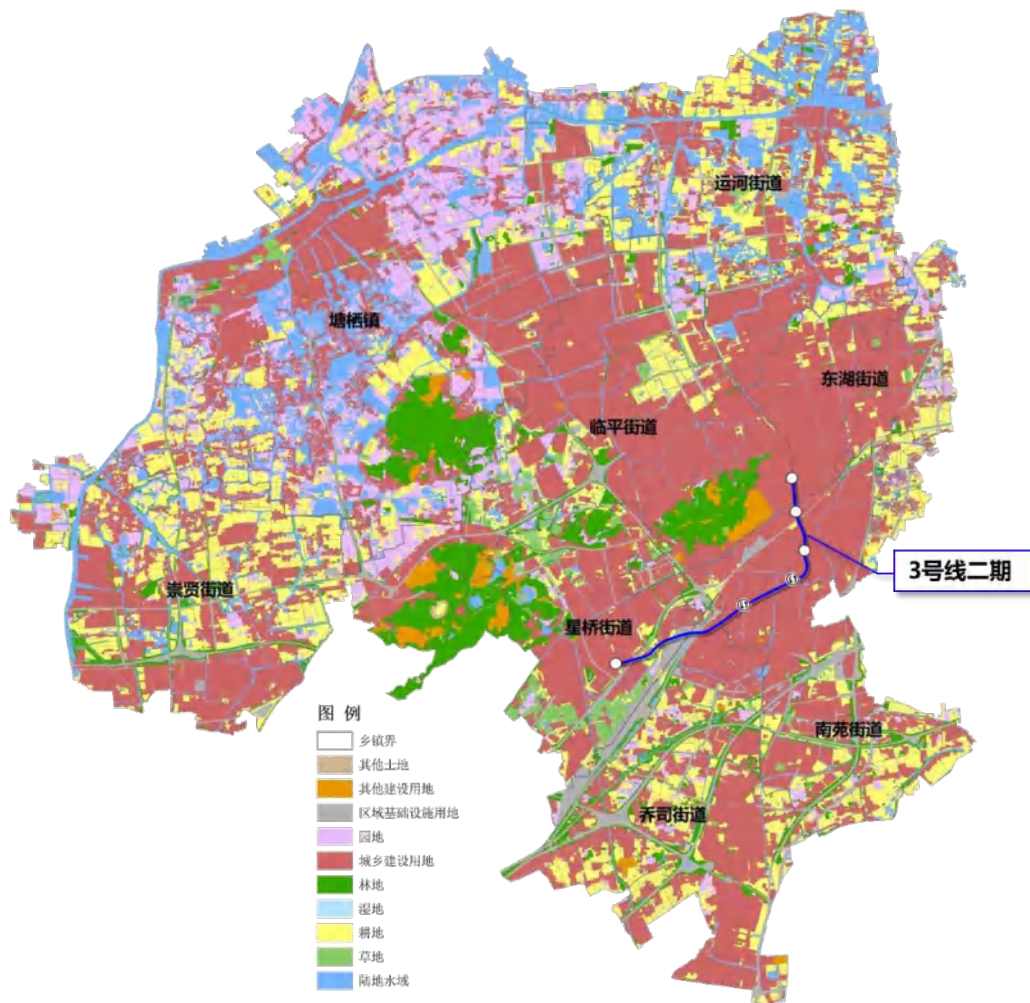 运河街道
塘栖镇
东湖街道
临平街道
3号线二期
崇贤街道
星桥街道
南苑街道
乔司街道
图 例
乡镇界
其他土地
其他建设用地
区域基础设施用地
园地
城乡建设用地
林地
湿地
耕地
草地
陆地水域